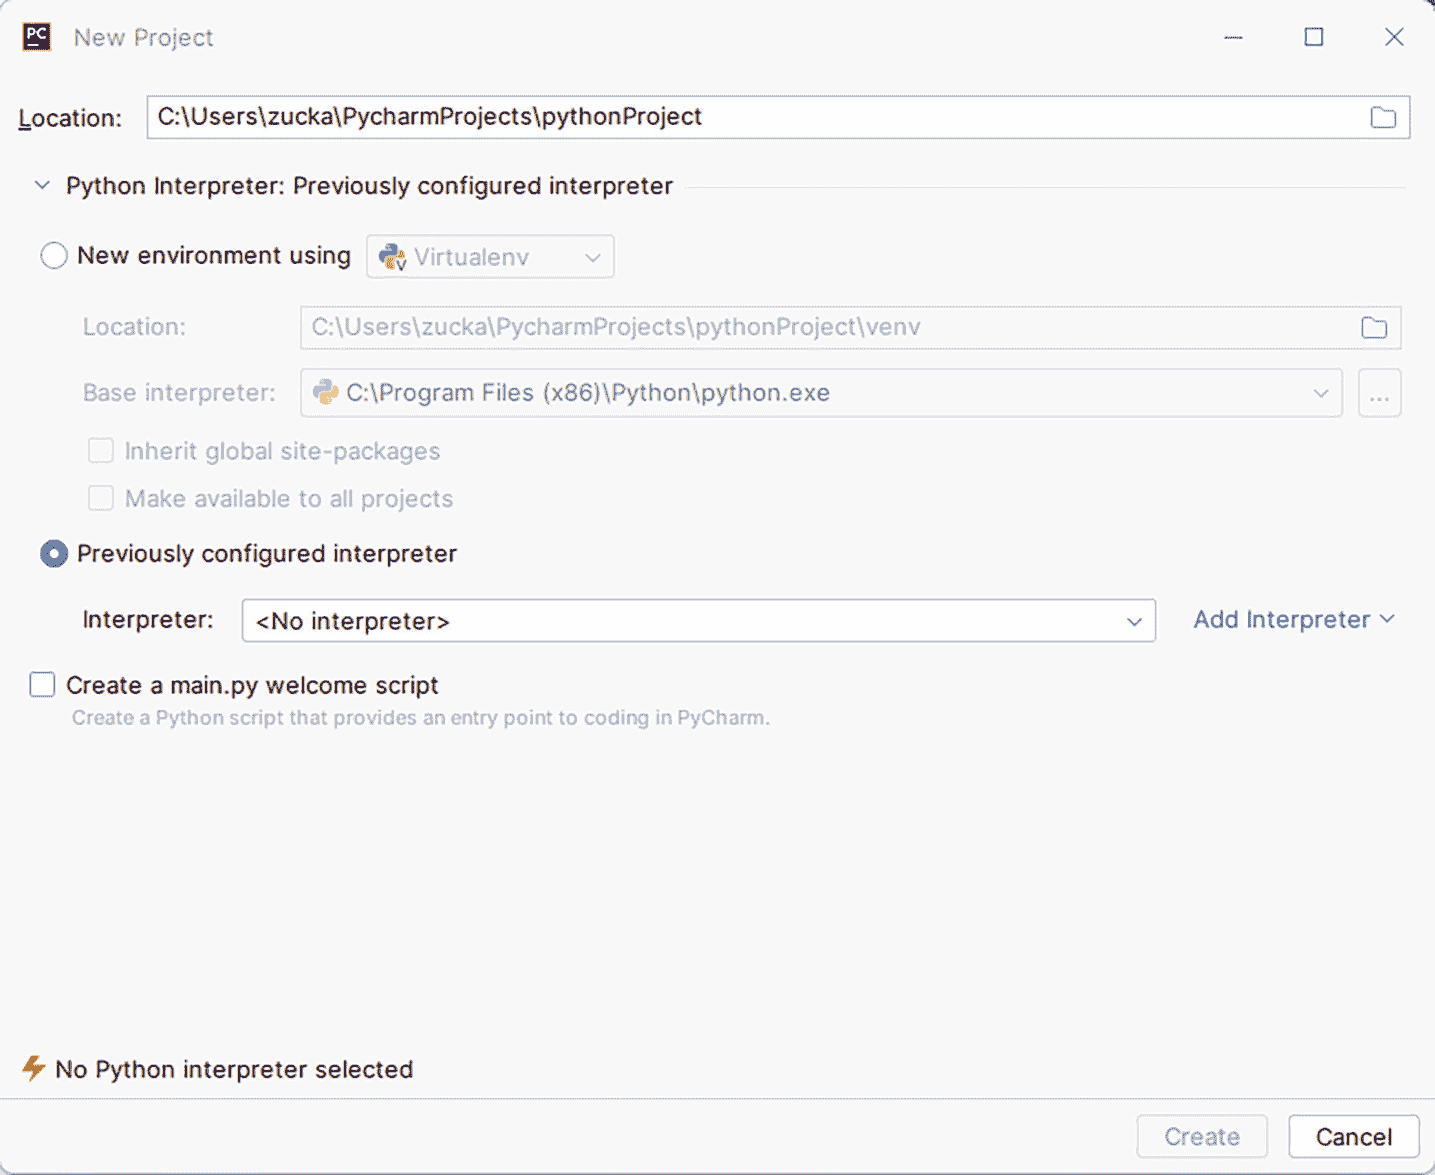 PC New Project
Location: C:\Users\zucka\PycharmProjects\pythonProject
Python Interpreter: Previously configured interpreter
New environment using Virtualenv
Location: C:\Users\zucka\PycharmProjects\pythonProject\venv
Base interpreter: C:\Program Files (x86)\Python\python.exe ...
Inherit global site-packages
Make available to all projects
Previously configured interpreter
Interpreter: <No interpreter> Add Interpreter
Create a main.py welcome script
Create a Python script that provides an entry point to coding in PyCharm.
No Python interpreter selected
Create Cancel